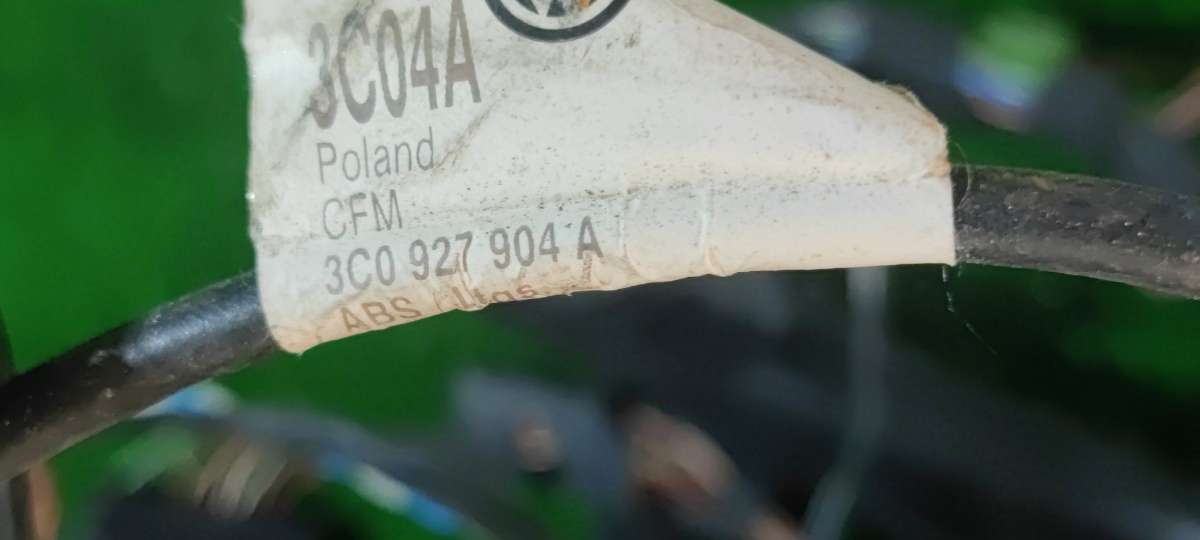 3C04A
Poland
CFM
3C0 927 904 A
ABS